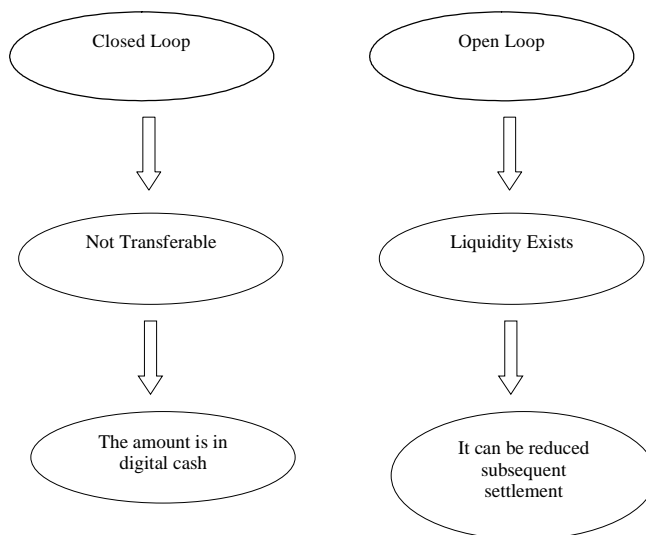 Closed Loop
Open Loop
Not Transferable
Liquidity Exists
The amount is in
digital cash
It can be reduced
subsequent
settlement